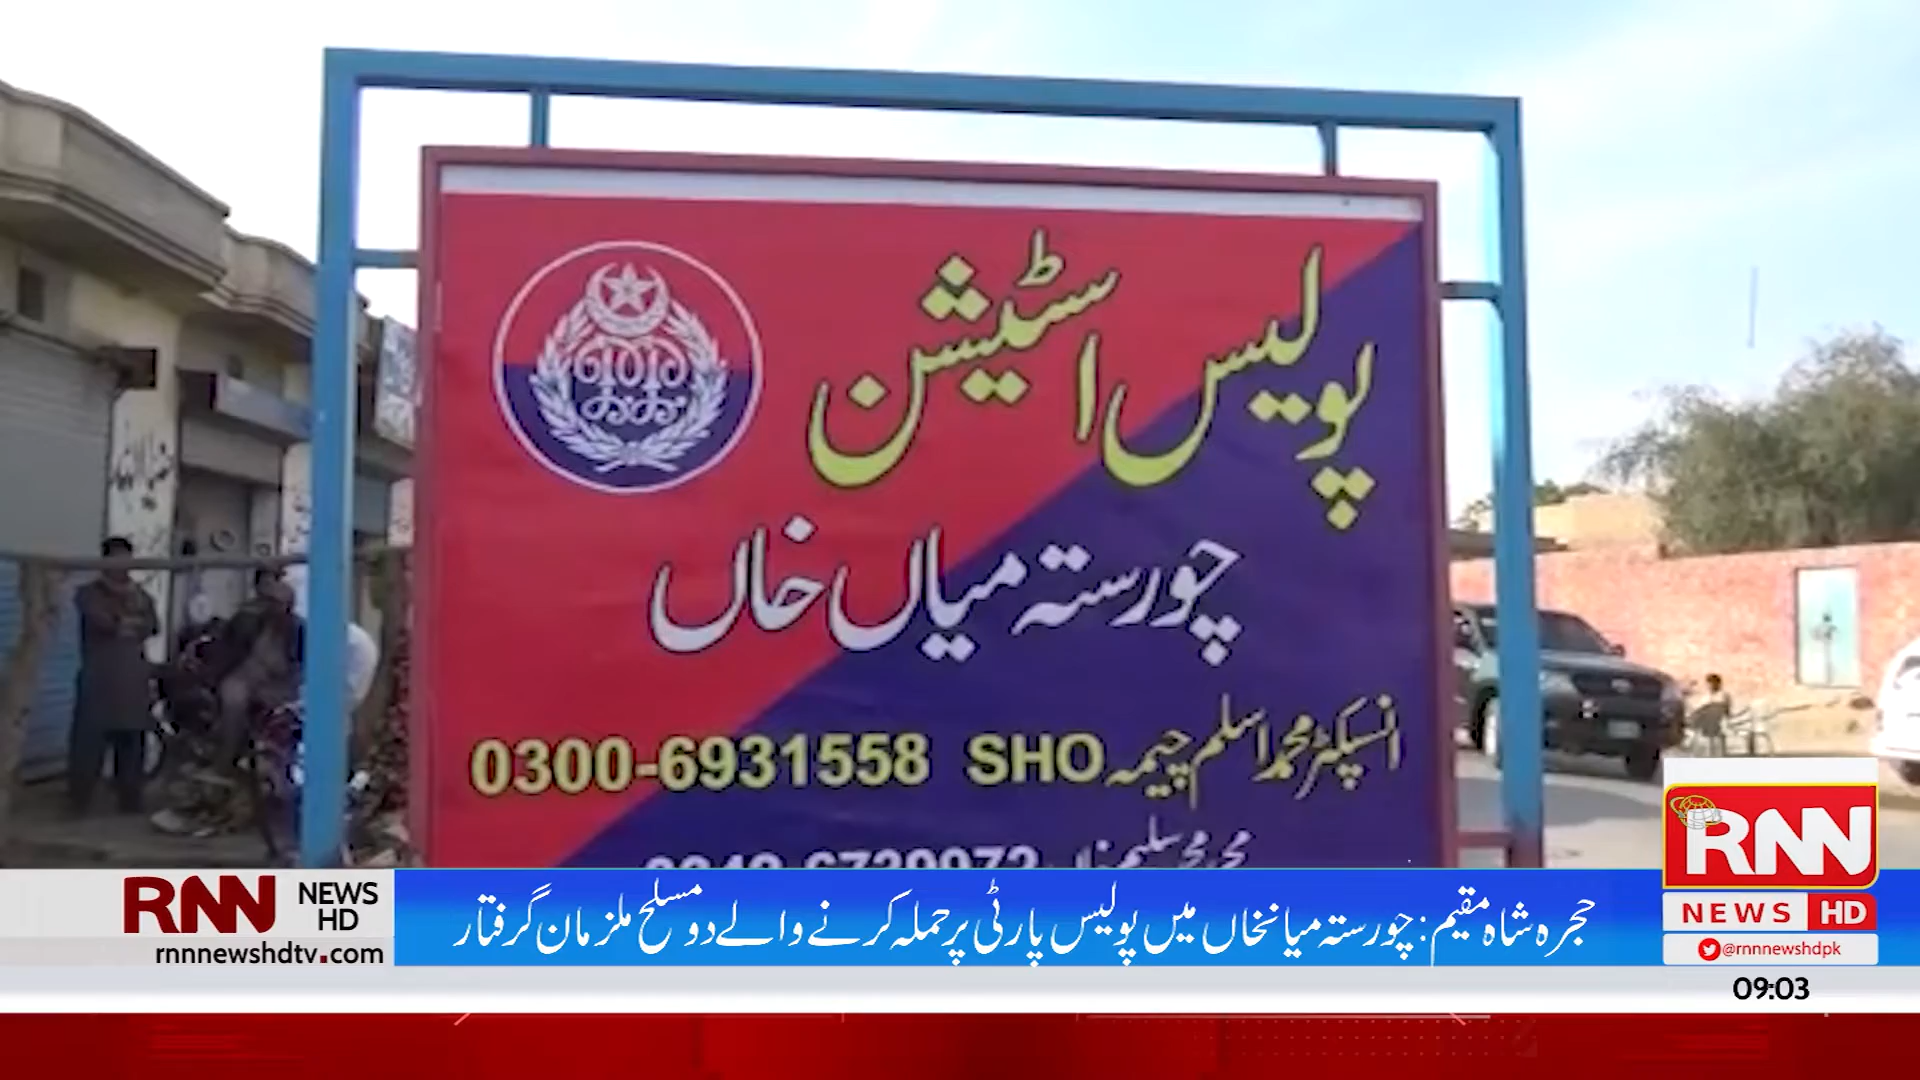 پولیس اسٹیشن
چورستہ میاں خاں
انسپکٹر محمد اسلم چیمہ SHO 0300-6931558
RNN NEWS HD
rnnnewshdtv.com
حجرہ شاہ مقیم: چورستہ میانخاں میں پولیس پارٹی پر حملہ کرنے والے دو مسلح ملزمان گرفتار
RNN
NEWS HD
@rnnnewshdpk
09:03